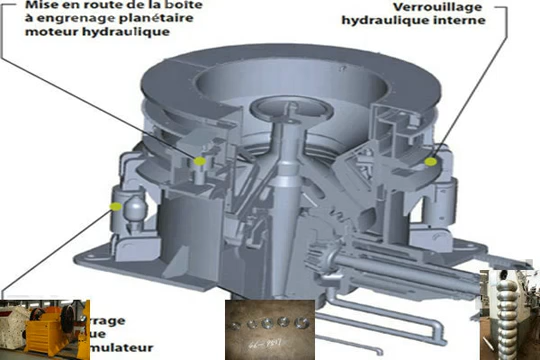 Mise en route de la boîte
à engrenage planétaire
moteur hydraulique
Verrouillage
hydraulique interne
rrage
ue
mulateur